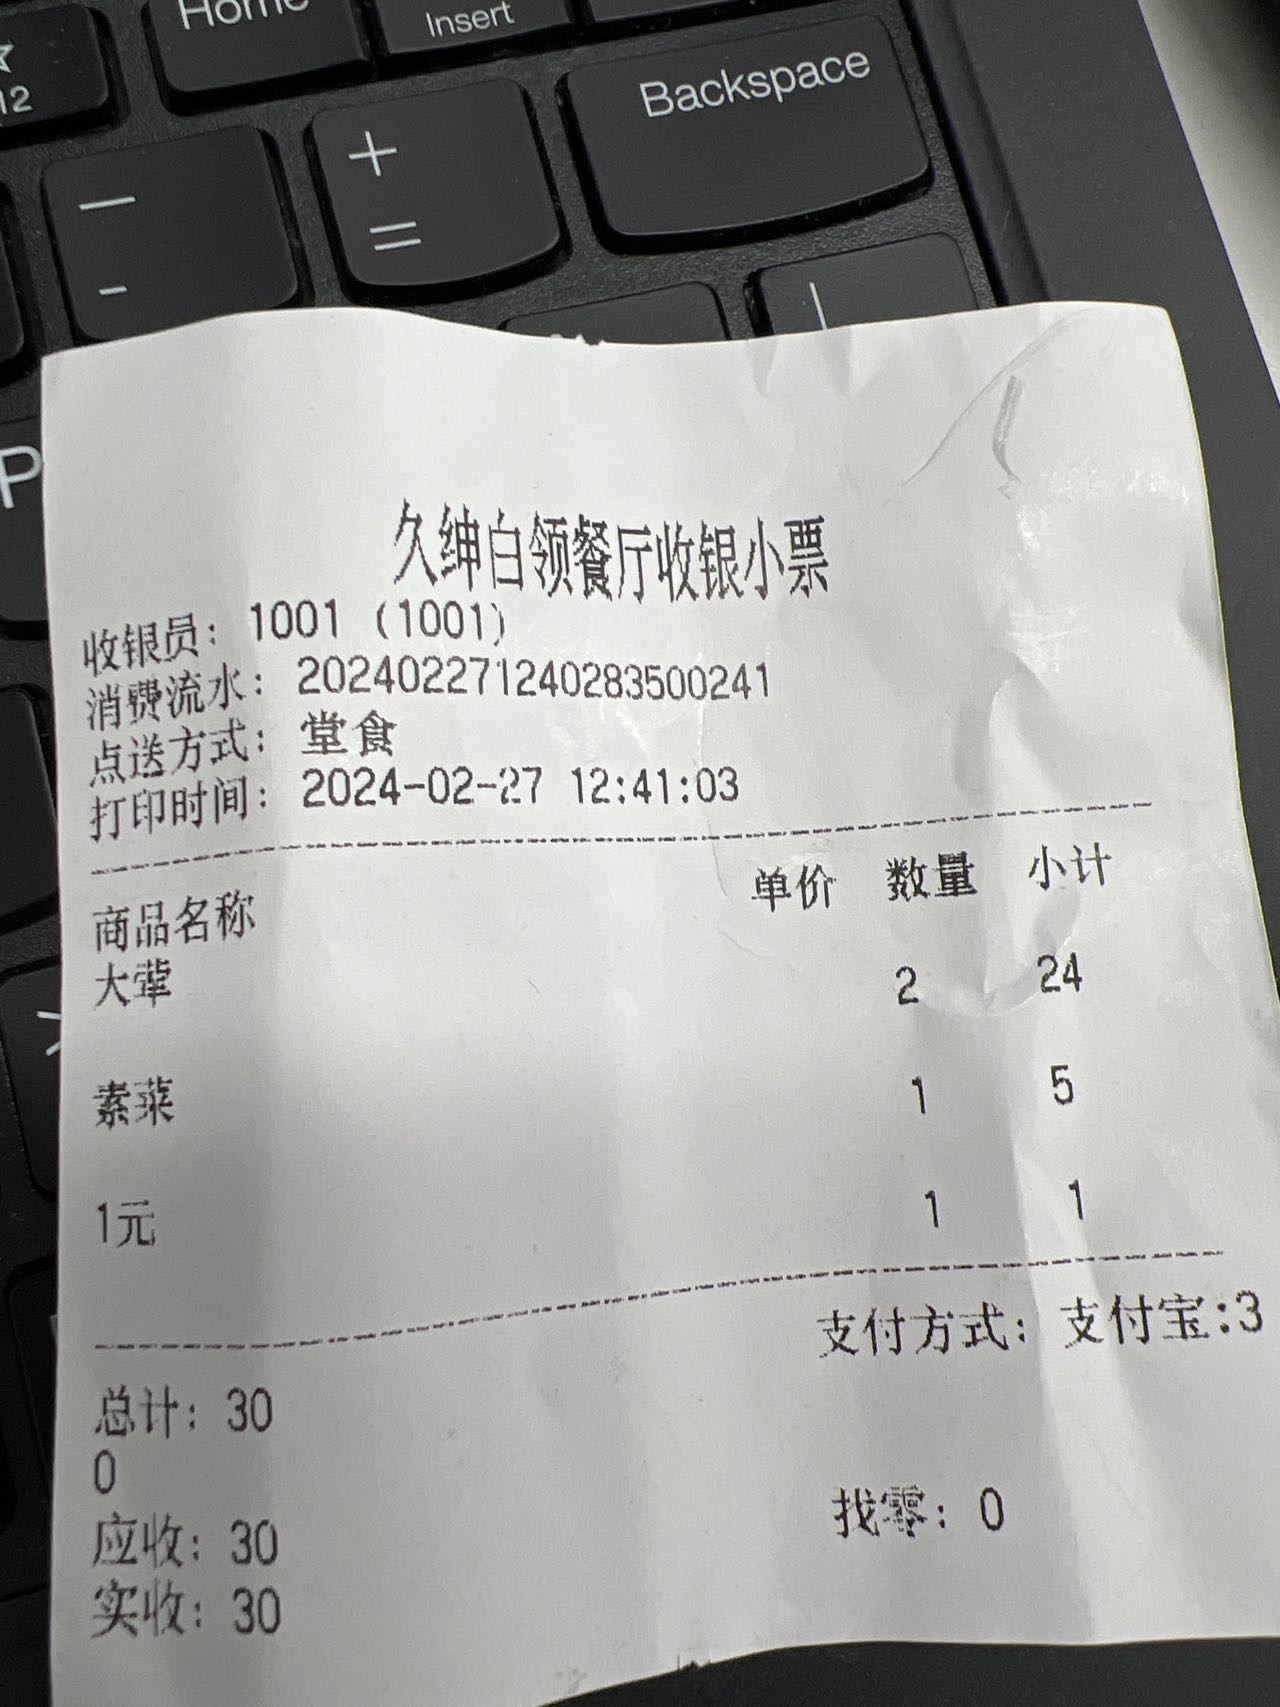 Home
Insert
12
Backspace
+
=
—
-
P
久绅白领餐厅收银小票
收银员: 1001 (1001)
消费流水: 2024022712402835002​41
点送方式: 堂食
打印时间: 2024-02-27 12:41:03
商品名称 单价 数量 小计
大荤 2 24
素菜 1 5
1元 1 1
支付方式: 支付宝:3
总计: 30
0
找零: 0
应收: 30
实收: 30